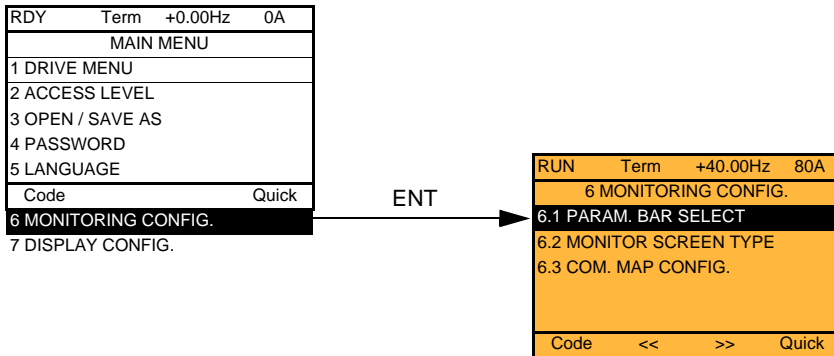 RDY Term +0.00Hz 0A
MAIN MENU
1 DRIVE MENU
2 ACCESS LEVEL
3 OPEN / SAVE AS
4 PASSWORD
5 LANGUAGE
Code Quick
6 MONITORING CONFIG.
7 DISPLAY CONFIG.
ENT
RUN Term +40.00Hz 80A
6 MONITORING CONFIG.
6.1 PARAM. BAR SELECT
6.2 MONITOR SCREEN TYPE
6.3 COM. MAP CONFIG.
Code << >> Quick